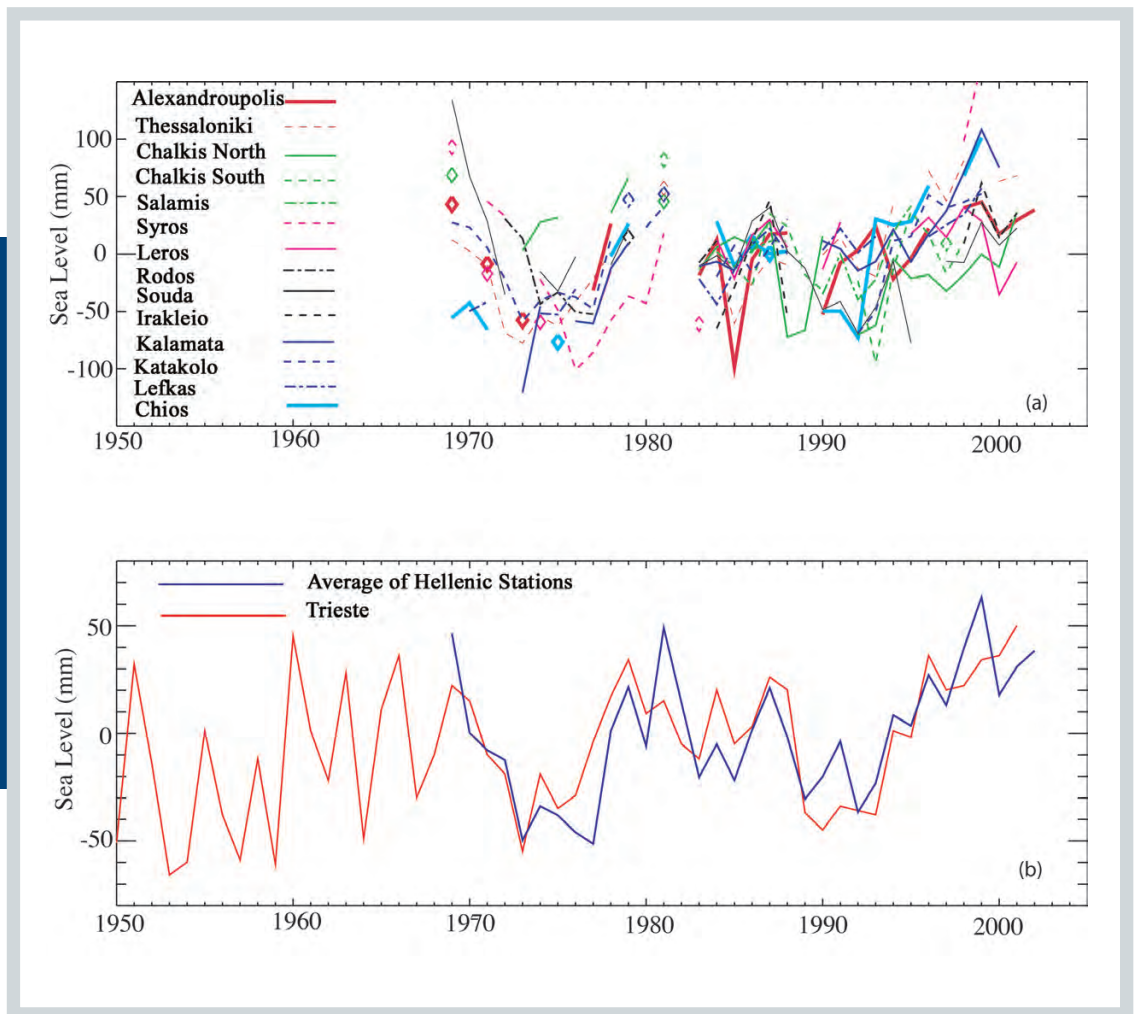 Alexandroupolis
Thessaloniki
Chalkis North
Chalkis South
Salamis
Syros
Leros
Rodos
Souda
Irakleio
Kalamata
Katakolo
Lefkas
Chios
Sea Level (mm)
100
50
0
-50
-100
(a)
1950 1960 1970 1980 1990 2000
Average of Hellenic Stations
Trieste
Sea Level (mm)
50
0
-50
(b)
1950 1960 1970 1980 1990 2000